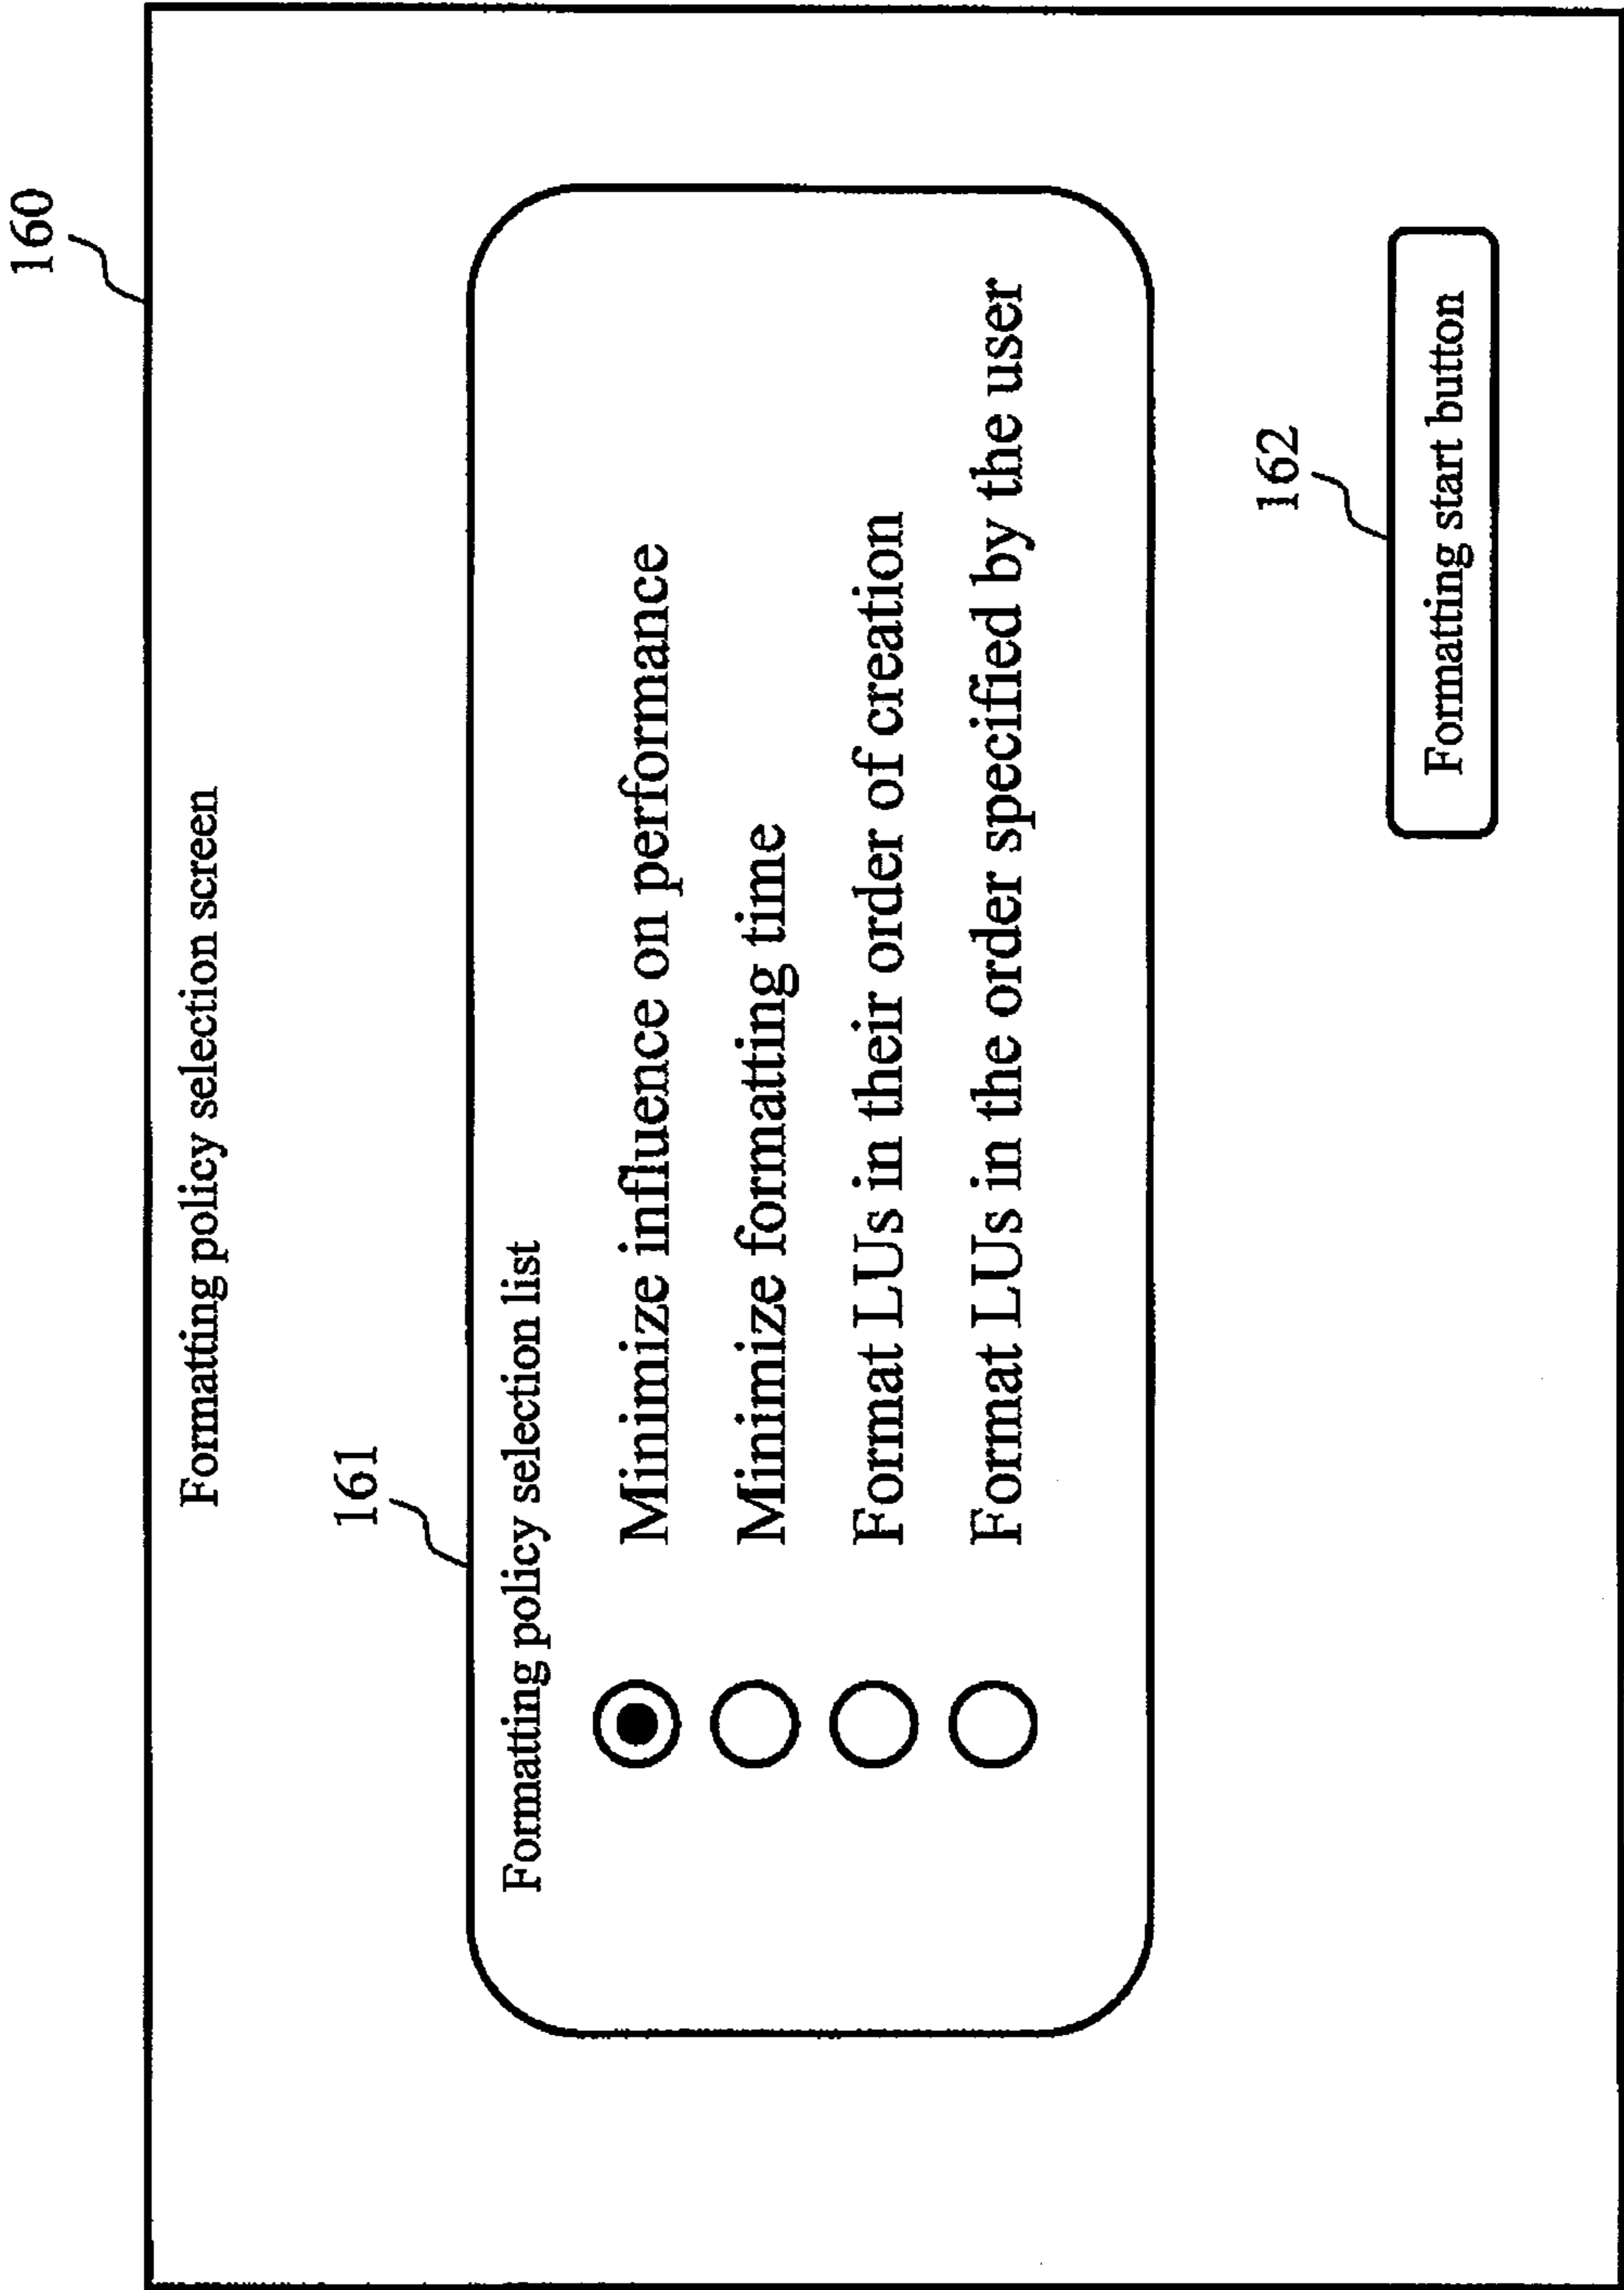 160
Formatting policy selection screen
161
Formatting policy selection list
Minimize influence on performance
Minimize formatting time
Format LUs in their order of creation
Format LUs in the order specified by the user
162
Formatting start button